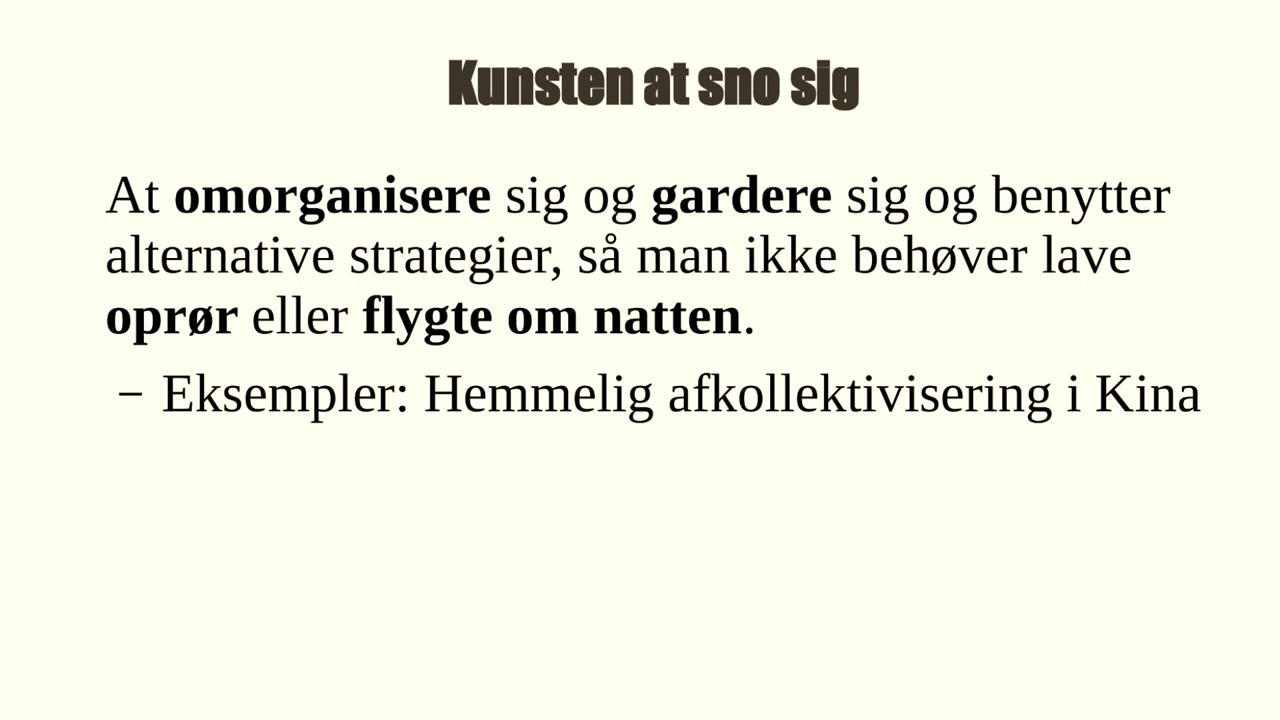 Kunsten at sno sig
At omorganisere sig og gardere sig og benytter
alternative strategier, så man ikke behøver lave
oprør eller flygte om natten.
– Eksempler: Hemmelig afkollektivisering i Kina